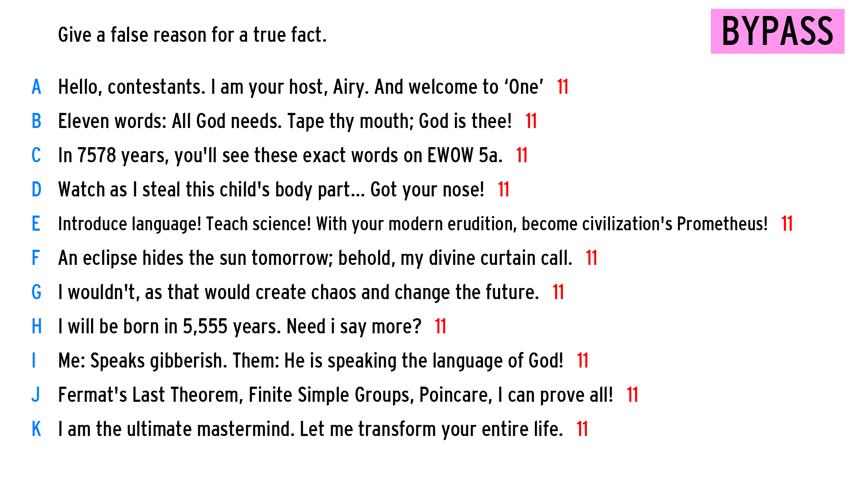 Give a false reason for a true fact.
BYPASS
A Hello, contestants. I am your host, Airy. And welcome to ‘One’ 11
B Eleven words: All God needs. Tape thy mouth; God is thee! 11
C In 7578 years, you'll see these exact words on EWOW 5a. 11
D Watch as I steal this child's body part... Got your nose! 11
E Introduce language! Teach science! With your modern erudition, become civilization's Prometheus! 11
F An eclipse hides the sun tomorrow; behold, my divine curtain call. 11
G I wouldn't, as that would create chaos and change the future. 11
H I will be born in 5,555 years. Need i say more? 11
I Me: Speaks gibberish. Them: He is speaking the language of God! 11
J Fermat's Last Theorem, Finite Simple Groups, Poincare, I can prove all! 11
K I am the ultimate mastermind. Let me transform your entire life. 11